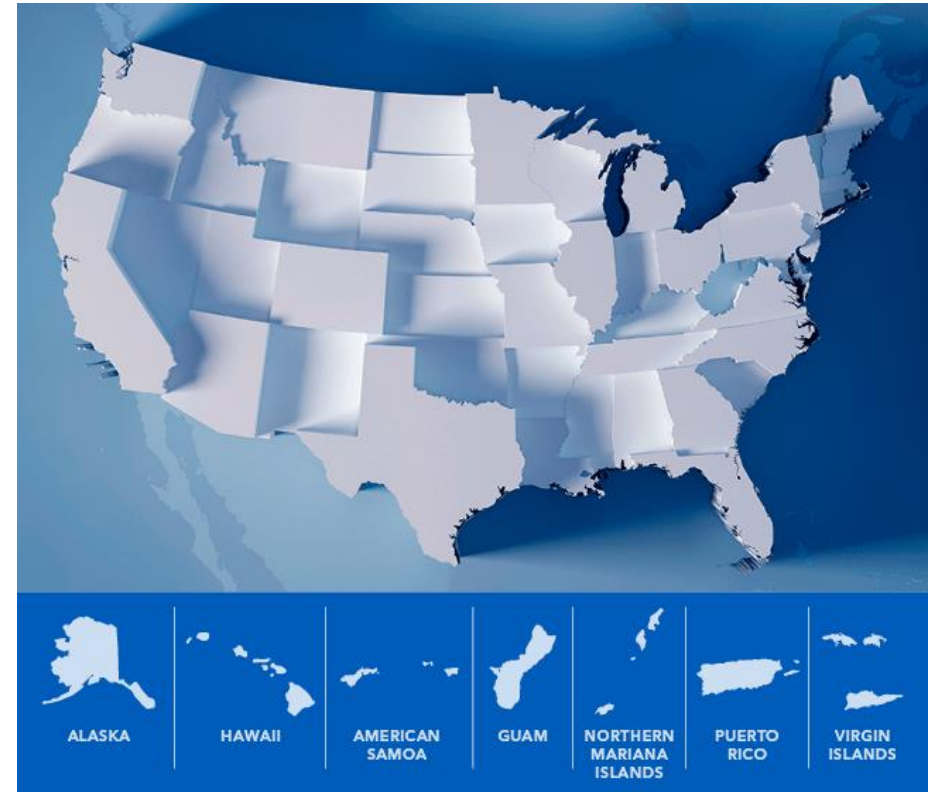 ALASKA
HAWAII
AMERICAN
SAMOA
GUAM
NORTHERN
MARIANA
ISLANDS
PUERTO
RICO
VIRGIN
ISLANDS